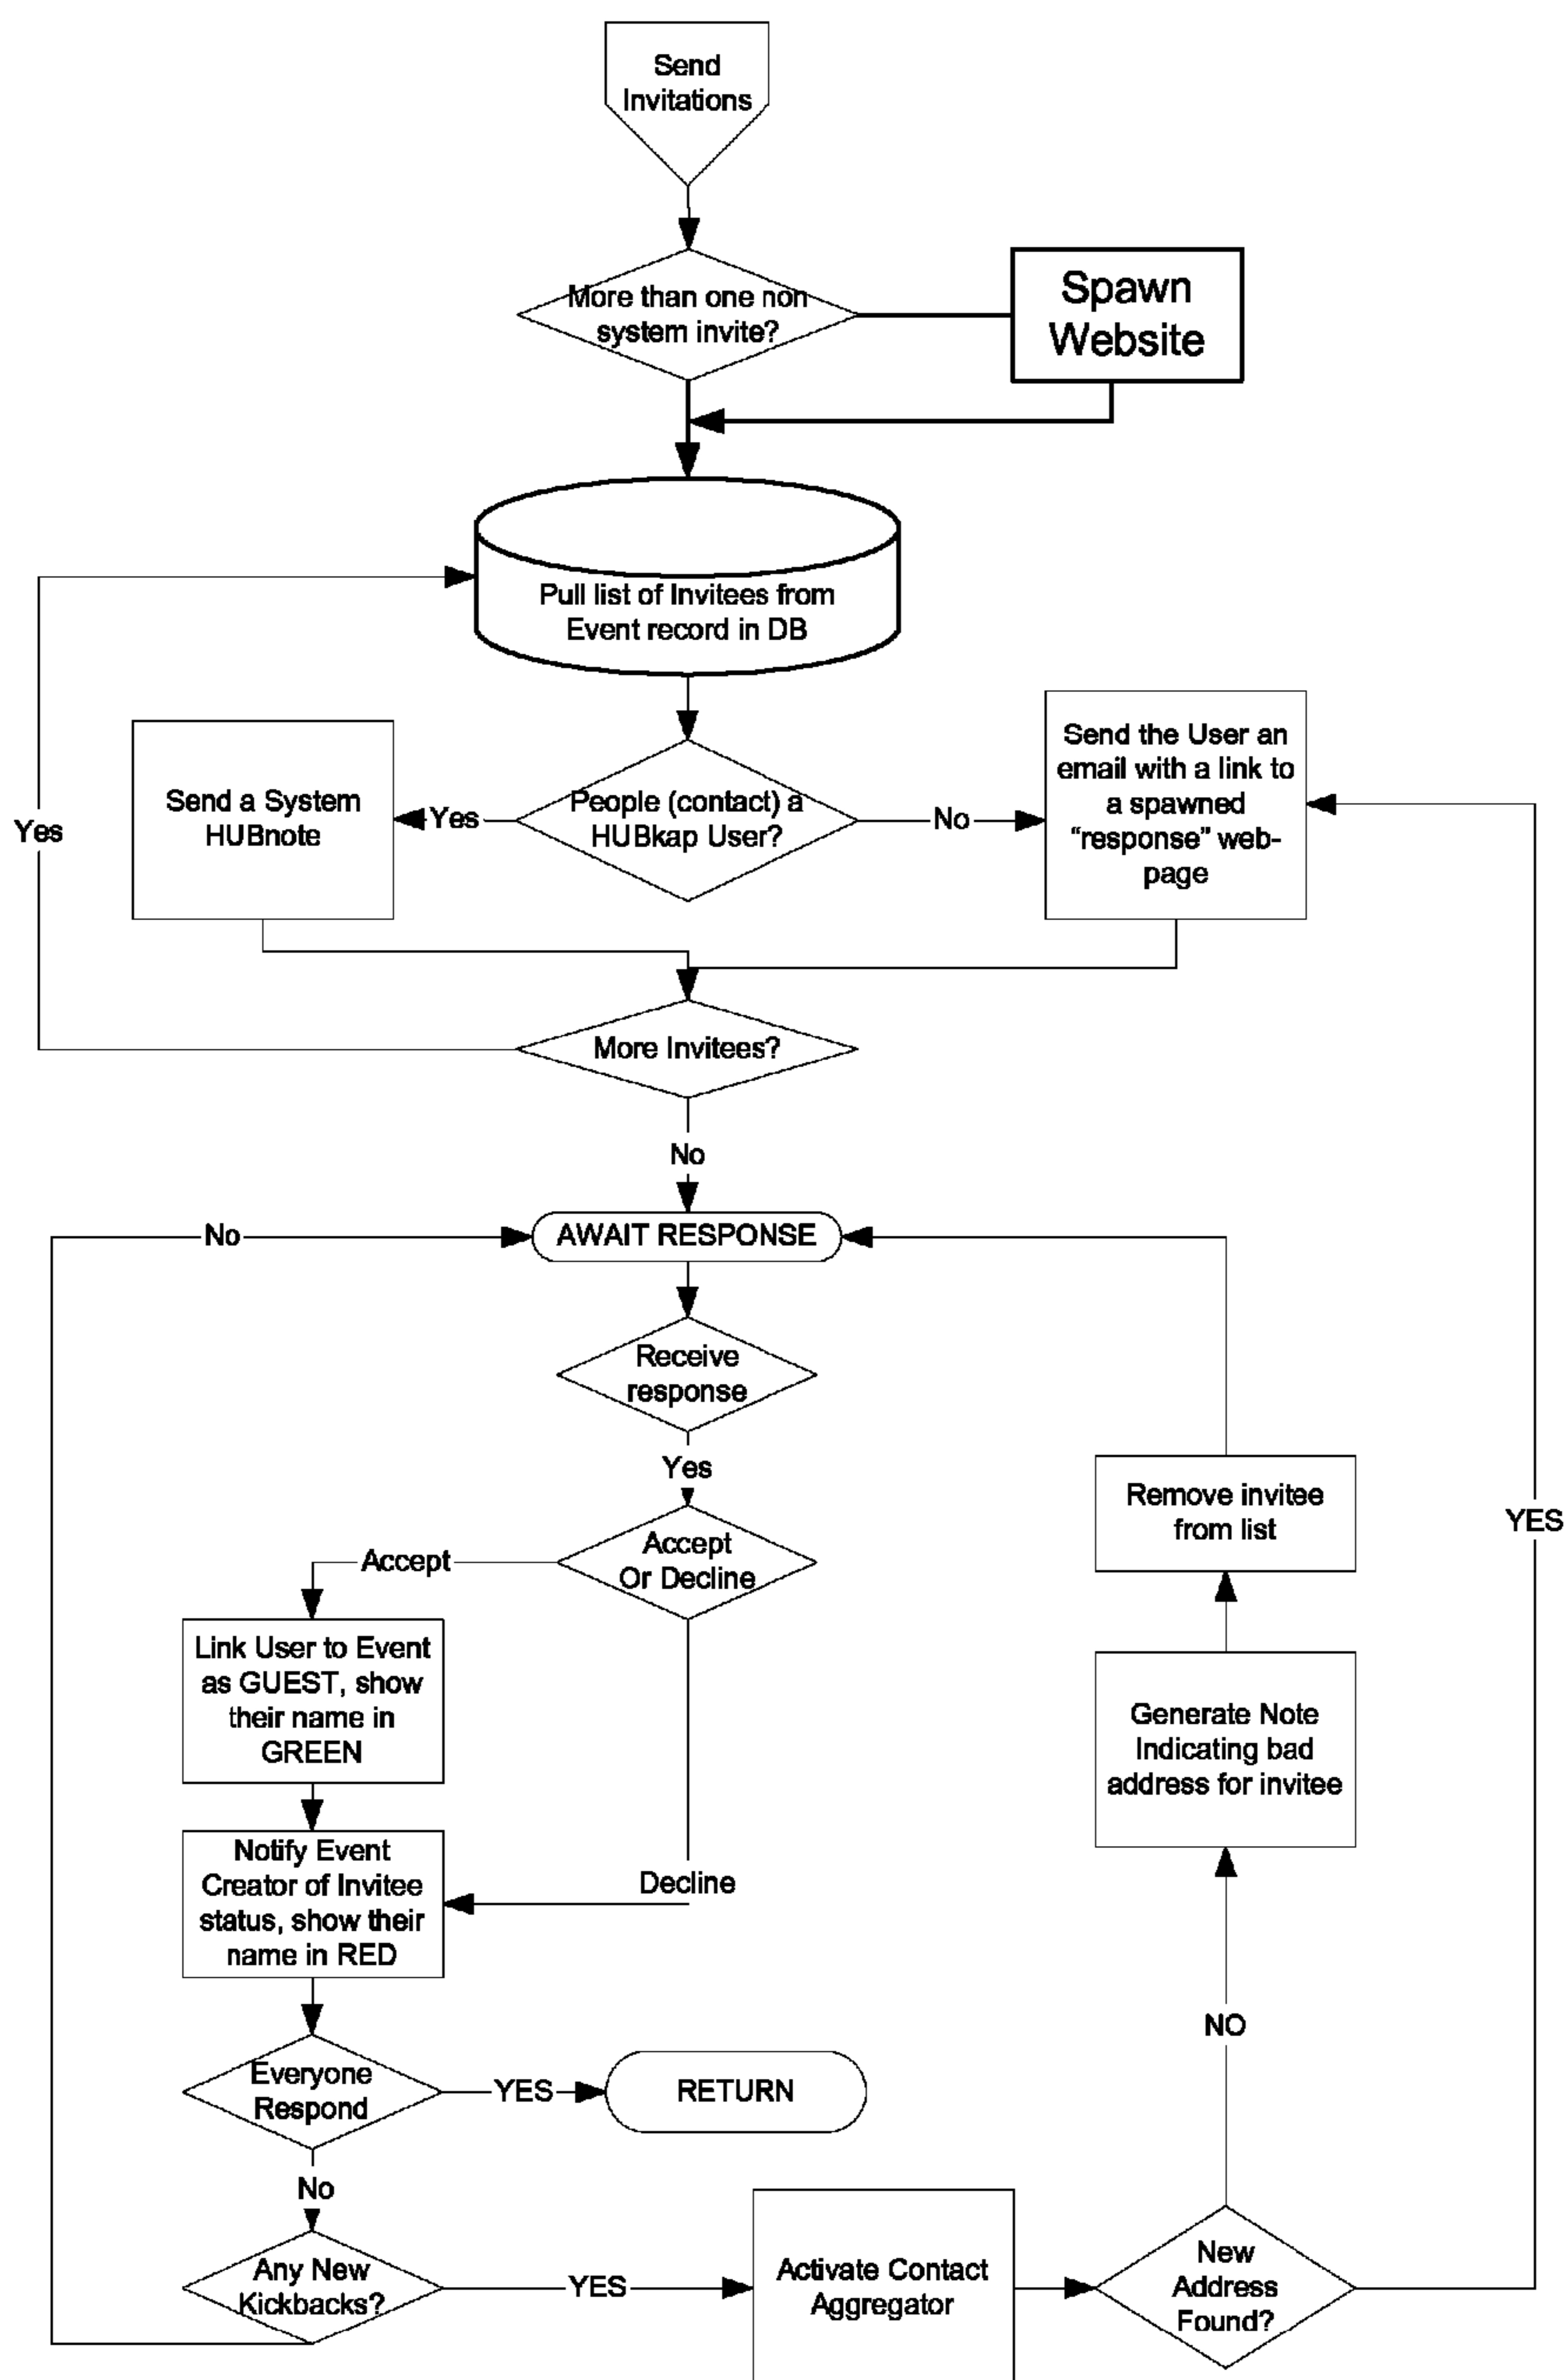 Send
Invitations
More than one non
system invite?
Spawn
Website
Pull list of Invitees from
Event record in DB
Send a System
HUBnote
Yes
People (contact) a
HUBkap User?
No
Send the User an
email with a link to
a spawned
“response” web-
page
Yes
More Invitees?
No
No
AWAIT RESPONSE
Receive
response
Yes
Accept
Or Decline
Accept
Remove invitee
from list
YES
Link User to Event
as GUEST, show
their name in
GREEN
Generate Note
Indicating bad
address for invitee
Notify Event
Creator of Invitee
status, show their
name in RED
Decline
NO
Everyone
Respond
YES
RETURN
No
Any New
Kickbacks?
YES
Activate Contact
Aggregator
New
Address
Found?